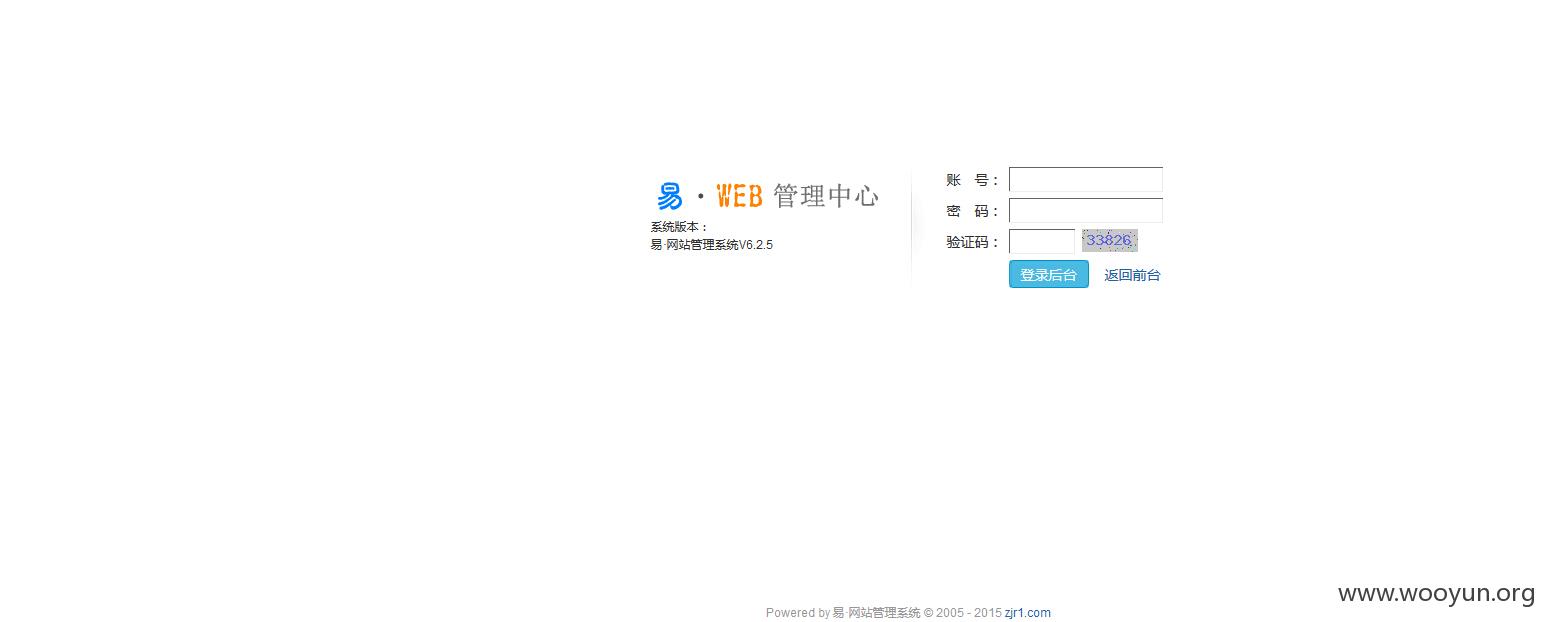 易·WEB 管理中心
系统版本：
易·网站管理系统V6.2.5
账 号：
密 码：
验证码： 33826
登录后台 返回前台
Powered by 易·网站管理系统 © 2005 - 2015 zjr1.com
www.wooyun.org